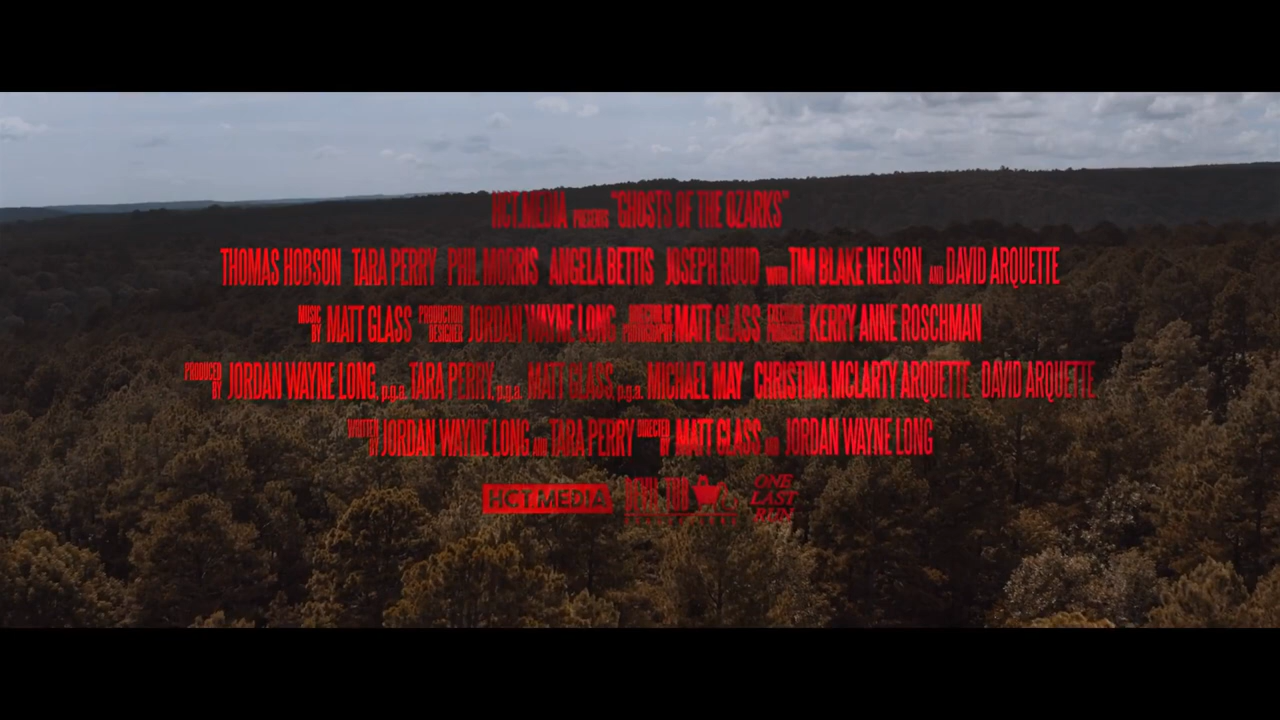 HCT.MEDIA PRESENTS "GHOSTS OF THE OZARKS"
THOMAS HOBSON TARA PERRY PHIL MORRIS ANGELA BETTIS JOSEPH RUUD WITH TIM BLAKE NELSON AND DAVID ARQUETTE
MUSIC BY MATT GLASS PRODUCTION DESIGNER JORDAN WAYNE LONG DIRECTOR OF PHOTOGRAPHY MATT GLASS EXECUTIVE PRODUCER KERRY ANNE ROSCHMAN
PRODUCED BY JORDAN WAYNE LONG, p.g.a. TARA PERRY, p.g.a. MATT GLASS, p.g.a. MICHAEL MAY CHRISTINA MCLARTY ARQUETTE DAVID ARQUETTE
WRITTEN BY JORDAN WAYNE LONG AND TARA PERRY DIRECTED BY MATT GLASS AND JORDAN WAYNE LONG
HCT.MEDIA
ONE
LAST
RUN